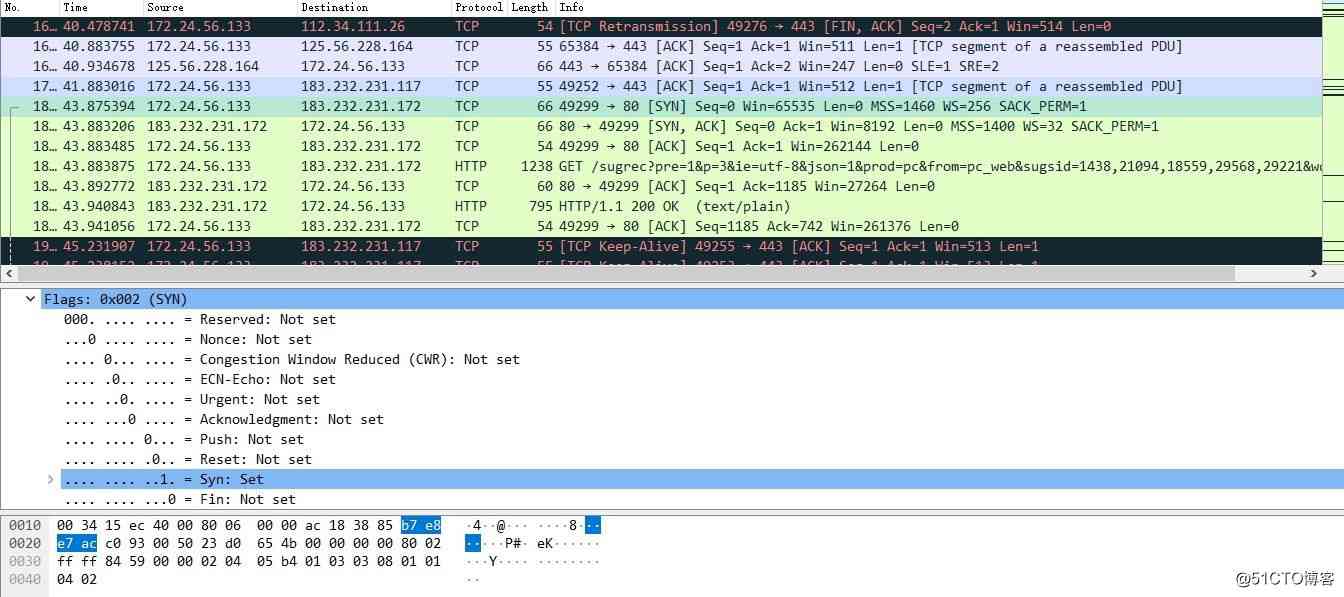 No. Time Source Destination Protocol Length Info
16… 40.478741 172.24.56.133 112.34.111.26 TCP 54 [TCP Retransmission] 49276 → 443 [FIN, ACK] Seq=2 Ack=1 Win=514 Len=0
16… 40.883755 172.24.56.133 125.56.228.164 TCP 55 65384 → 443 [ACK] Seq=1 Ack=1 Win=511 Len=1 [TCP segment of a reassembled PDU]
16… 40.934678 125.56.228.164 172.24.56.133 TCP 66 443 → 65384 [ACK] Seq=1 Ack=2 Win=247 Len=0 SLE=1 SRE=2
17… 41.883016 172.24.56.133 183.232.231.117 TCP 55 49252 → 443 [ACK] Seq=1 Ack=1 Win=512 Len=1 [TCP segment of a reassembled PDU]
18… 43.875394 172.24.56.133 183.232.231.172 TCP 66 49299 → 80 [SYN] Seq=0 Win=65535 Len=0 MSS=1460 WS=256 SACK_PERM=1
18… 43.883206 183.232.231.172 172.24.56.133 TCP 66 80 → 49299 [SYN, ACK] Seq=0 Ack=1 Win=8192 Len=0 MSS=1400 WS=32 SACK_PERM=1
18… 43.883485 172.24.56.133 183.232.231.172 TCP 54 49299 → 80 [ACK] Seq=1 Ack=1 Win=262144 Len=0
18… 43.883875 172.24.56.133 183.232.231.172 HTTP 1238 GET /sugrec?pre=1&p=3&ie=utf-8&json=1&prod=pc&from=pc_web&sugsid=1438,21094,18559,29568,29221&w
18… 43.892772 183.232.231.172 172.24.56.133 TCP 60 80 → 49299 [ACK] Seq=1 Ack=1185 Win=27264 Len=0
18… 43.940843 183.232.231.172 172.24.56.133 HTTP 795 HTTP/1.1 200 OK (text/plain)
18… 43.941056 172.24.56.133 183.232.231.172 TCP 54 49299 → 80 [ACK] Seq=1185 Ack=742 Win=261376 Len=0
19… 45.231907 172.24.56.133 183.232.231.117 TCP 55 [TCP Keep-Alive] 49255 → 443 [ACK] Seq=1 Ack=1 Win=513 Len=1
Flags: 0x002 (SYN)
000. .... .... = Reserved: Not set
...0 .... .... = Nonce: Not set
.... 0... .... = Congestion Window Reduced (CWR): Not set
.... .0.. .... = ECN-Echo: Not set
.... ..0. .... = Urgent: Not set
.... ...0 .... = Acknowledgment: Not set
.... .... 0... = Push: Not set
.... .... .0.. = Reset: Not set
.... .... ..1. = Syn: Set
.... .... ...0 = Fin: Not set
0010 00 34 15 ec 40 00 80 06 00 00 ac 18 38 85 b7 e8 ·4··@··· ····8···
0020 e7 ac c0 93 00 50 23 d0 65 4b 00 00 00 00 80 02 ·····P#· eK······
0030 ff ff 84 59 00 00 02 04 05 b4 01 03 03 08 01 01 ···Y···· ········
0040 04 02 ··
@51CTO博客